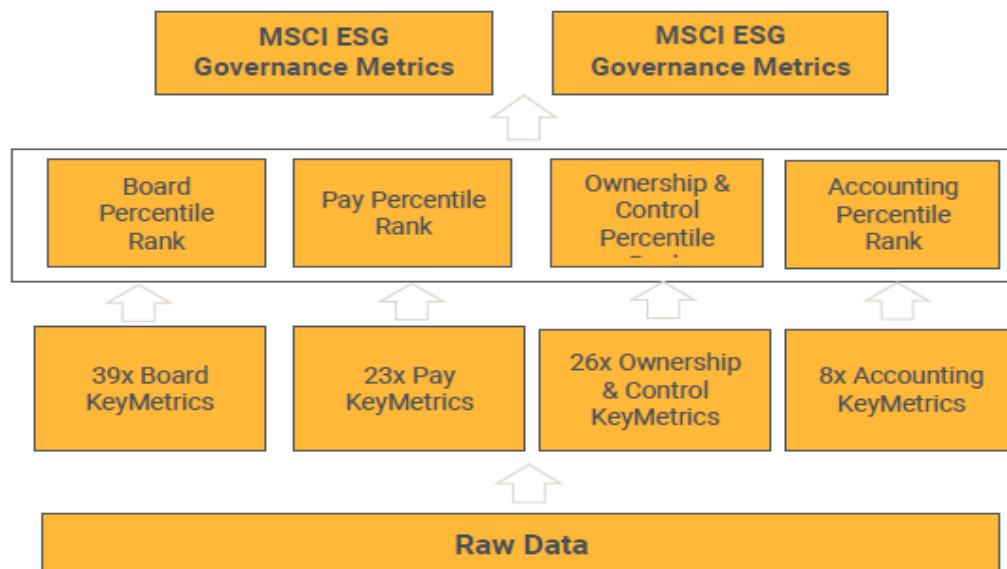 MSCI ESG
Governance Metrics
MSCI ESG
Governance Metrics
Board
Percentile
Rank
Pay Percentile
Rank
Ownership &
Control
Percentile
Accounting
Percentile
Rank
39x Board
KeyMetrics
23x Pay
KeyMetrics
26x Ownership
& Control
KeyMetrics
8x Accounting
KeyMetrics
Raw Data